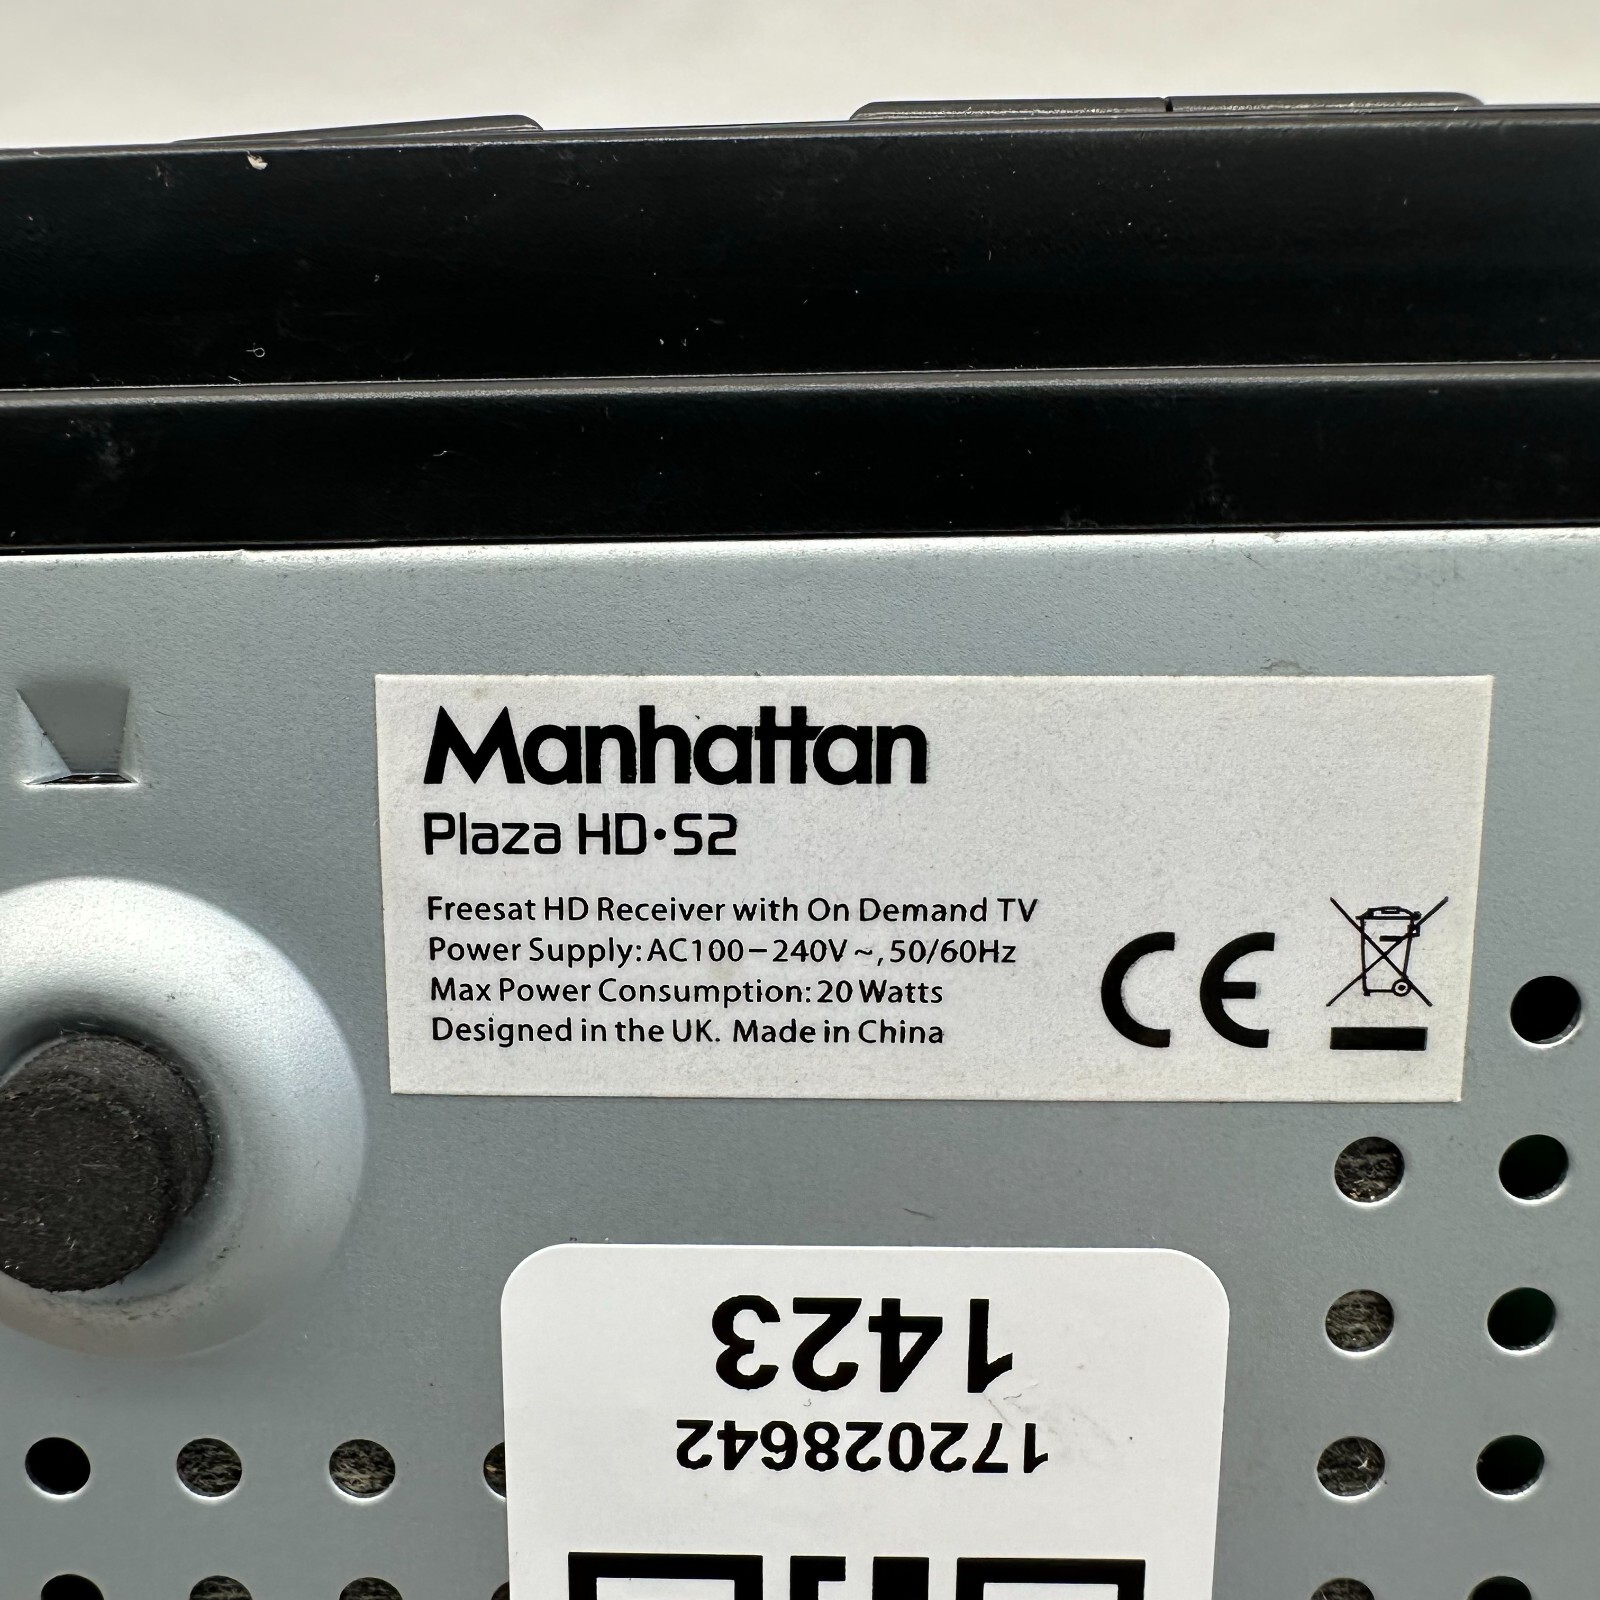 Manhattan
Plaza HD•S2
Freesat HD Receiver with On Demand TV
Power Supply: AC100–240V ~, 50/60Hz
Max Power Consumption: 20 Watts
Designed in the UK. Made in China
CE
1423
172028642